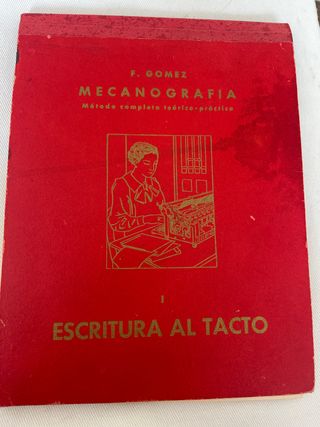 F. GOMEZ
MECANOGRAFIA
Método completo teórico-práctico
I
ESCRITURA AL TACTO